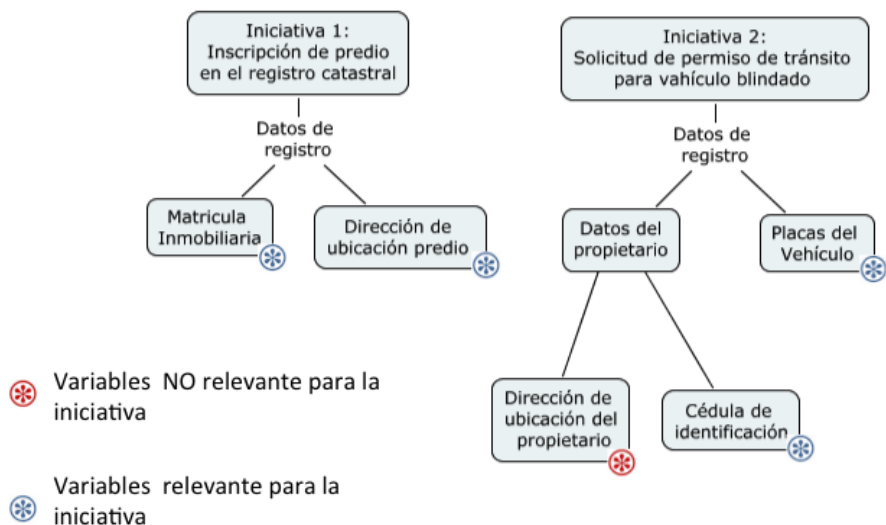 Iniciativa 1:
Inscripción de predio
en el registro catastral
Datos de
registro
Matricula
Inmobiliaria
Dirección de
ubicación predio
Iniciativa 2:
Solicitud de permiso de tránsito
para vahículo blindado
Datos de
registro
Datos del
propietario
Placas del
Vehículo
Dirección de
ubicación del
propietario
Cédula de
identificación
Variables NO relevante para la
iniciativa
Variables relevante para la
iniciativa